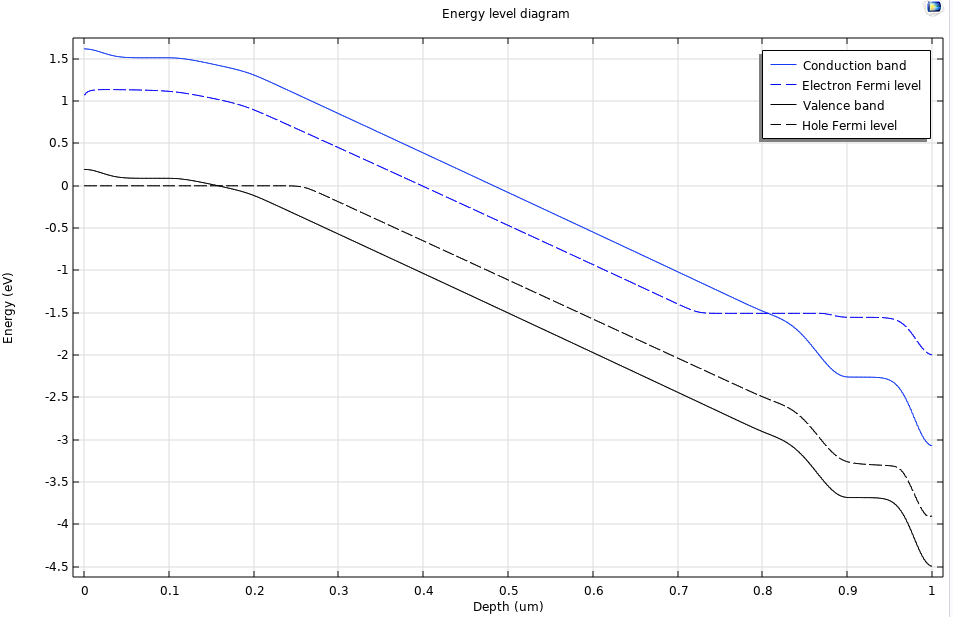 Energy level diagram
Conduction band
Electron Fermi level
Valence band
Hole Fermi level
Energy (eV)
1.5
1
0.5
0
-0.5
-1
-1.5
-2
-2.5
-3
-3.5
-4
-4.5
0 0.1 0.2 0.3 0.4 0.5 0.6 0.7 0.8 0.9 1
Depth (um)